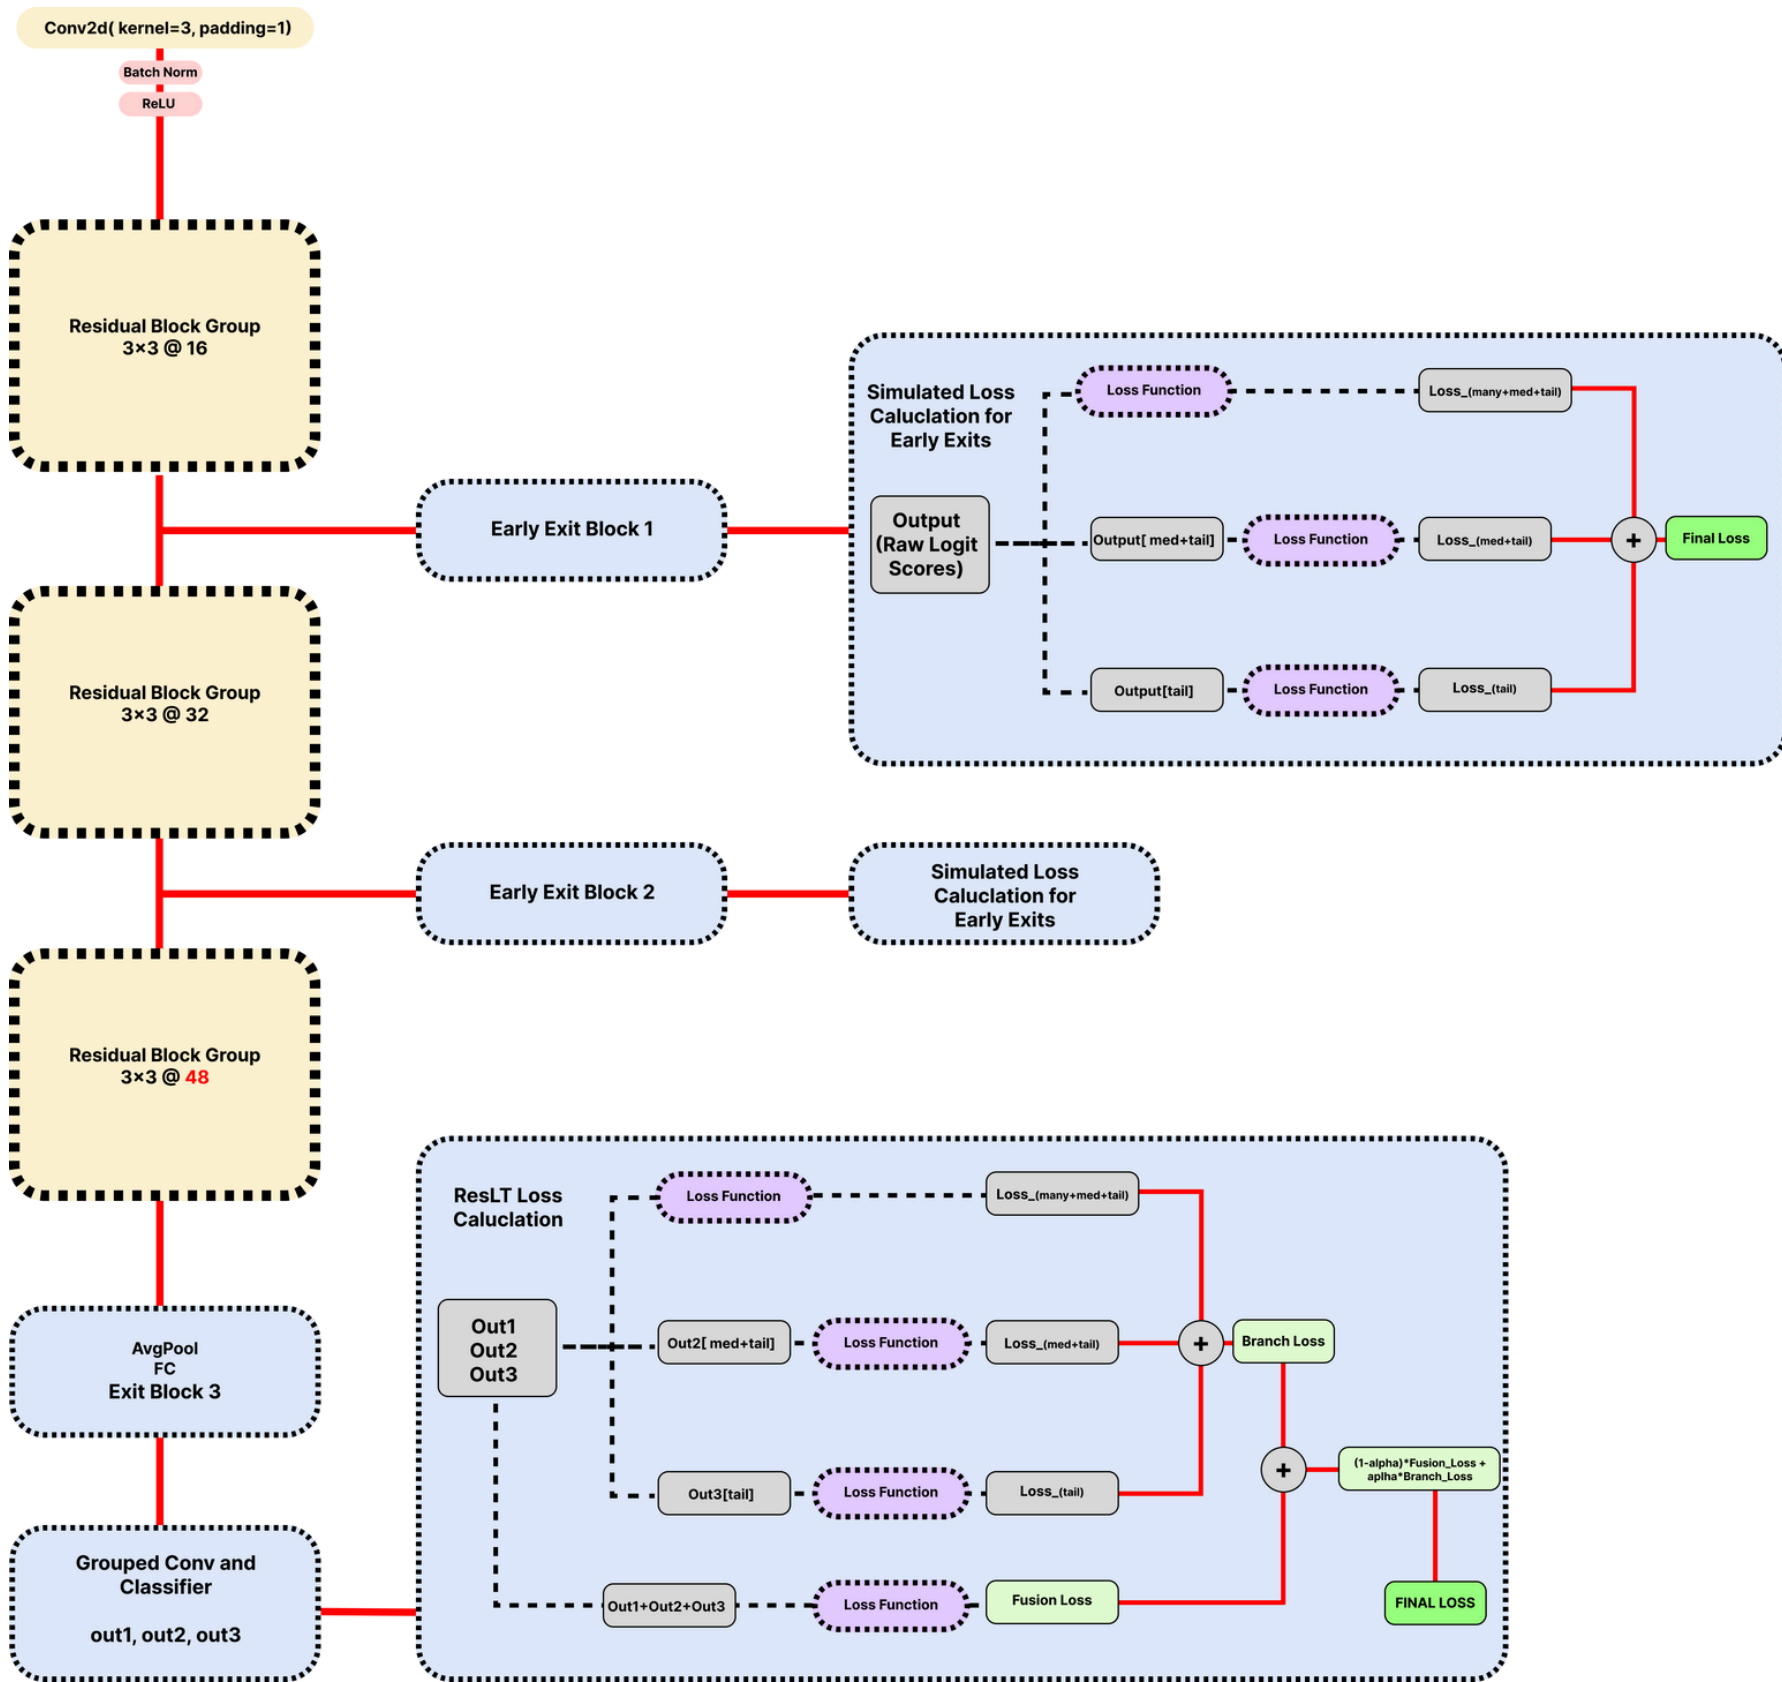 Conv2d( kernel=3, padding=1)
Batch Norm
ReLU
Residual Block Group
3×3 @ 16
Early Exit Block 1
Simulated Loss
Caluclation for
Early Exits
Output
(Raw Logit
Scores)
Loss Function
Loss_(many+med+tail)
Output[ med+tail]
Loss Function
Loss_(med+tail)
+
Final Loss
Output[tail]
Loss Function
Loss_(tail)
Residual Block Group
3×3 @ 32
Early Exit Block 2
Simulated Loss
Caluclation for
Early Exits
Residual Block Group
3×3 @ 48
AvgPool
FC
Exit Block 3
Grouped Conv and
Classifier
out1, out2, out3
ResLT Loss
Caluclation
Out1
Out2
Out3
Loss Function
Loss_(many+med+tail)
Out2[ med+tail]
Loss Function
Loss_(med+tail)
+
Branch Loss
Out3[tail]
Loss Function
Loss_(tail)
+
(1-alpha)*Fusion_Loss +
aplha*Branch_Loss
Out1+Out2+Out3
Loss Function
Fusion Loss
FINAL LOSS